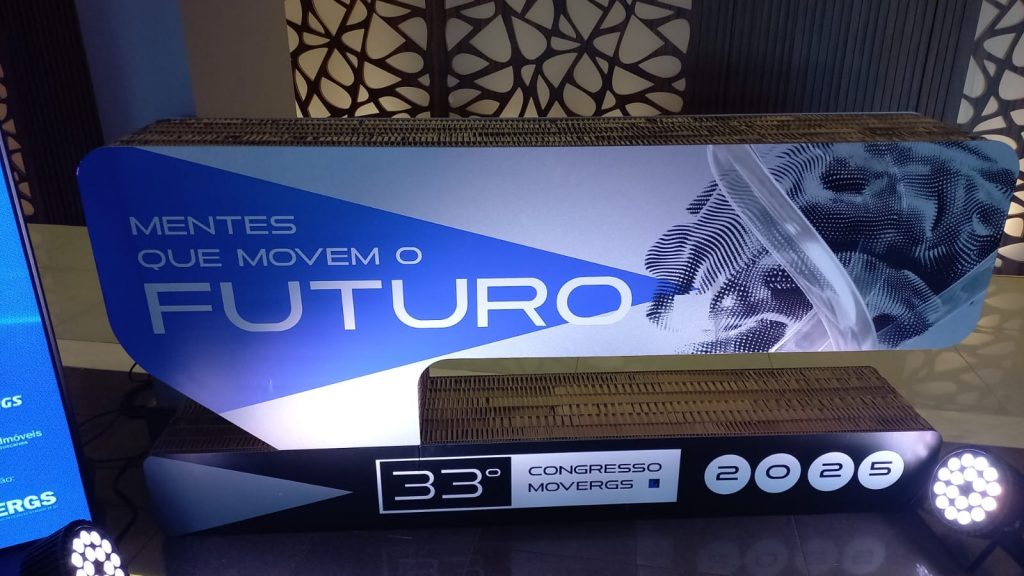 MENTES
QUE MOVEM O
FUTURO
33º
CONGRESSO
MOVERGS
2025